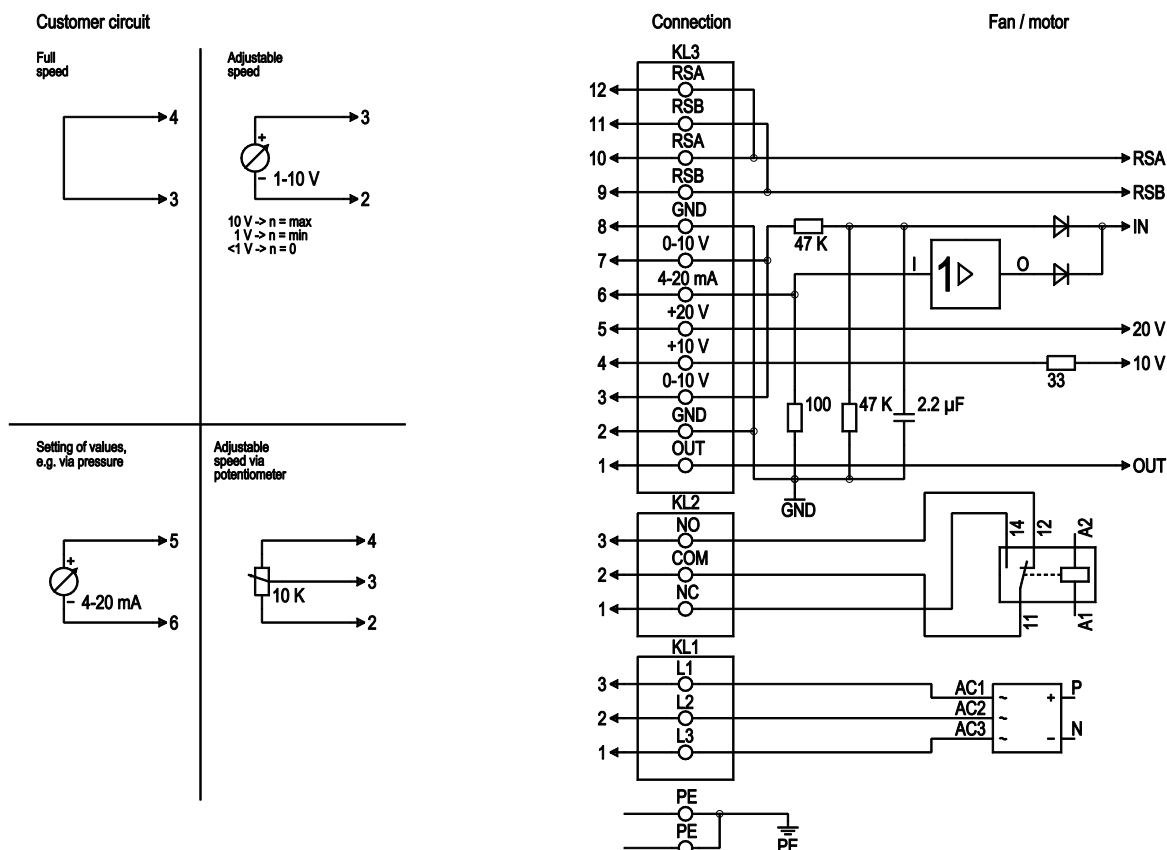 Customer circuit
Connection
Fan / motor
Full
speed
4
3
Adjustable
speed
3
+
– 1-10 V
2
10 V -> n = max
1 V -> n = min
<1 V -> n = 0
Setting of values,
e.g. via pressure
5
+
– 4-20 mA
6
Adjustable
speed via
potentiometer
4
3
10 K
2
KL3
12 RSA
11 RSB
10 RSA RSA
9 RSB RSB
8 GND IN
47 K
7 0-10 V
I 1 O
6 4-20 mA
5 +20 V 20 V
4 +10 V 10 V
33
3 0-10 V
100 47 K 2.2 µF
2 GND
1 OUT OUT
GND
KL2
3 NO
2 COM
1 NC
14 12 A2
11 A1
KL1
3 L1 AC1 ~ + P
2 L2 AC2 ~
1 L3 AC3 ~ – N
PE
PE
PE